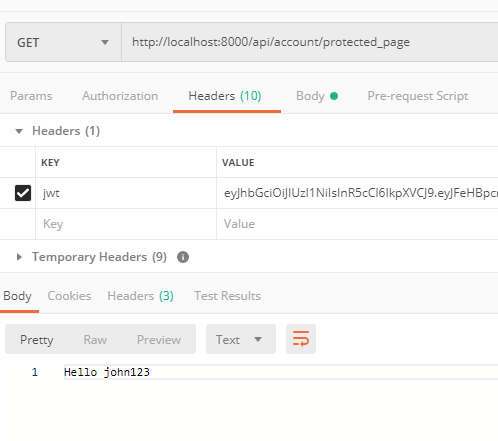 GET http://localhost:8000/api/account/protected_page
Params Authorization Headers (10) Body Pre-request Script
Headers (1)
KEY VALUE
jwt eyJhbGciOiJIUzI1NiIsInR5cCI6IkpXVCJ9.eyJFeHBpcm
Key Value
Temporary Headers (9) i
Body Cookies Headers (3) Test Results
Pretty Raw Preview Text
1 Hello john123